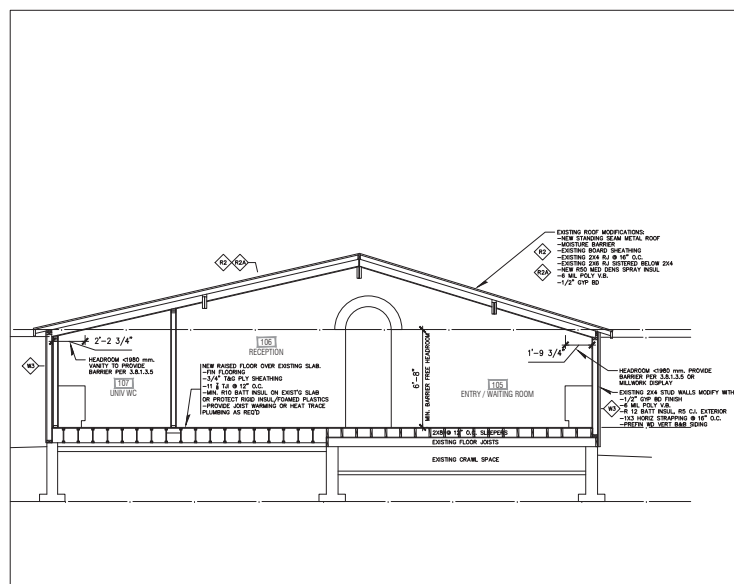 EXISTING ROOF MODIFICATIONS:
-NEW STANDING SEAM METAL ROOF
-MOISTURE BARRIER
-EXISTING BOARD SHEATHING
-EXISTING 2X4 RJ @ 16" O.C.
-EXISTING 2X6 RJ SISTERED BELOW 2X4
-NEW R50 MED DENS SPRAY INSUL
-6 MIL POLY V.B.
-1/2" GYP BD
R2
R2A
R2
R2A
2'-2 3/4"
HEADROOM <1980 mm.
VANITY TO PROVIDE
BARRIER PER 3.8.1.3.5
W3
107
UNIV WC
106
RECEPTION
NEW RAISED FLOOR OVER EXISTING SLAB.
-FIN FLOORING
-3/4" T&G PLY SHEATHING
-11 7/8 TJI @ 12" O.C.
-MIN. R10 BATT INSUL ON EXIST'G SLAB
OR PROTECT RIGID INSUL/FOAMED PLASTICS
-PROVIDE JOIST WARMING OR HEAT TRACE
PLUMBING AS REQ'D
6'-8"
MIN. BARRIER FREE HEADROOM
105
ENTRY / WAITING ROOM
1'-9 3/4"
HEADROOM <1980 mm. PROVIDE
BARRIER PER 3.8.1.3.5 OR
MILLWORK DISPLAY
EXISTING 2X4 STUD WALLS MODIFY WITH
-1/2" GYP BD FINISH
-6 MIL POLY V.B.
-R 12 BATT INSUL, R5 C.I. EXTERIOR
-1X3 HORIZ STRAPPING @ 16" O.C.
-PREFIN WD VERT B&B SIDING
W3
@ 12" O.C. SLEEPERS
EXISTING FLOOR JOISTS
EXISTING CRAWL SPACE